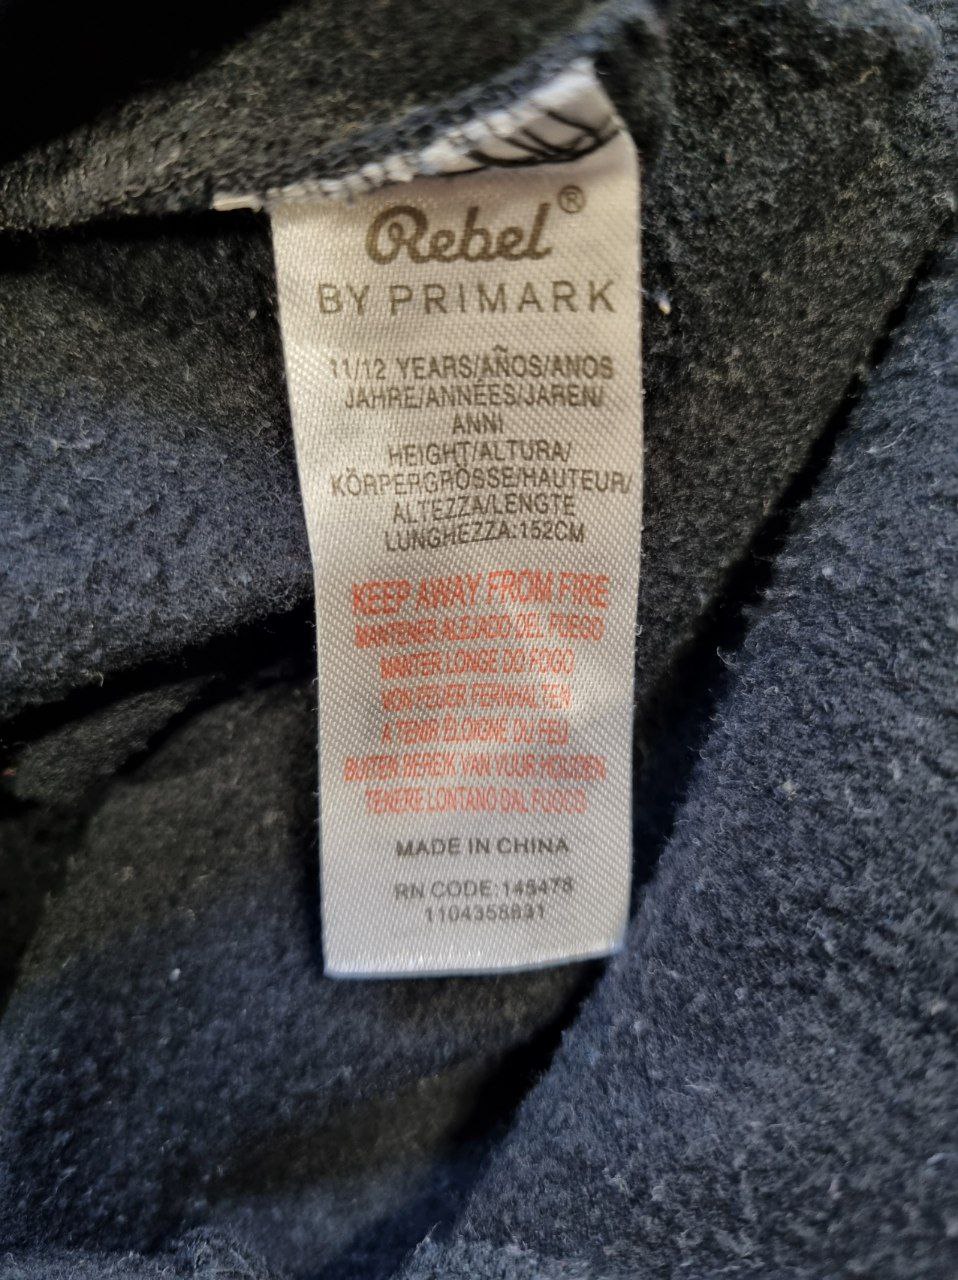 Rebel®
BY PRIMARK
11/12 YEARS/AÑOS/ANOS
JAHRE/ANNÉES/JAREN/
ANNI
HEIGHT/ALTURA/
KÖRPERGRÖSSE/HAUTEUR/
ALTEZZA/LENGTE
LUNGHEZZA:152CM
KEEP AWAY FROM FIRE
MANTENER ALEJADO DEL FUEGO
MANTER LONGE DO FOGO
VON FEUER FERNHALTEN
A TENIR ÉLOIGNÉ DU FEU
BUITEN BEREIK VAN VUUR HOUDEN
TENERE LONTANO DAL FUOCO
MADE IN CHINA
RN CODE:145478
1104358831